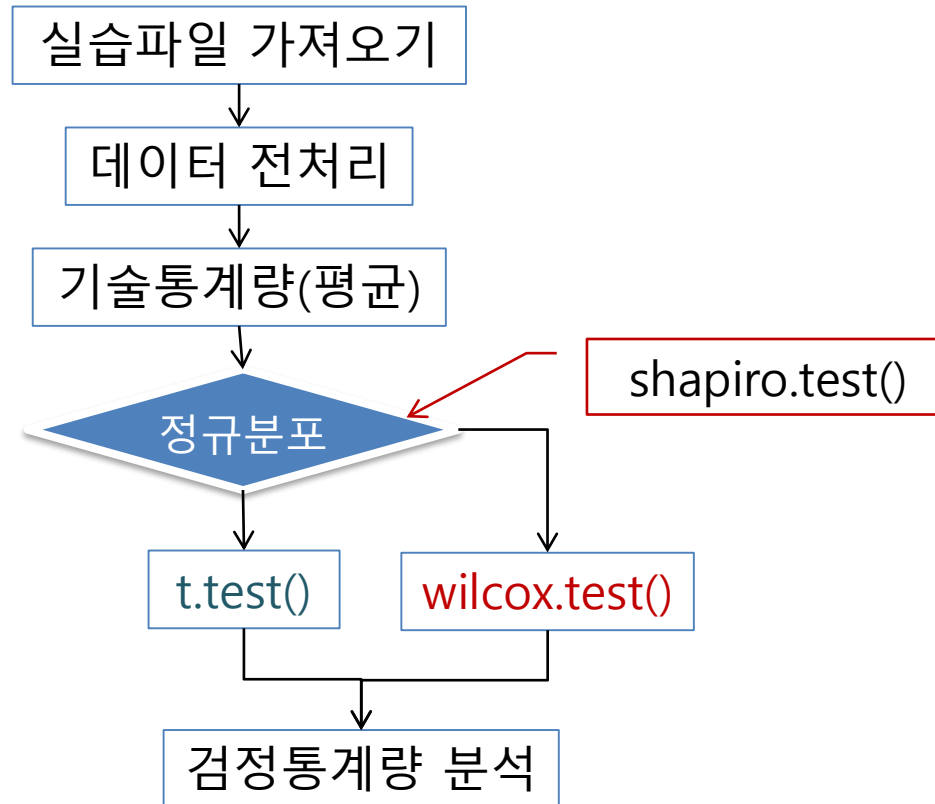 실습파일 가져오기
데이터 전처리
기술통계량(평균)
shapiro.test()
정규분포
t.test()
wilcox.test()
검정통계량 분석